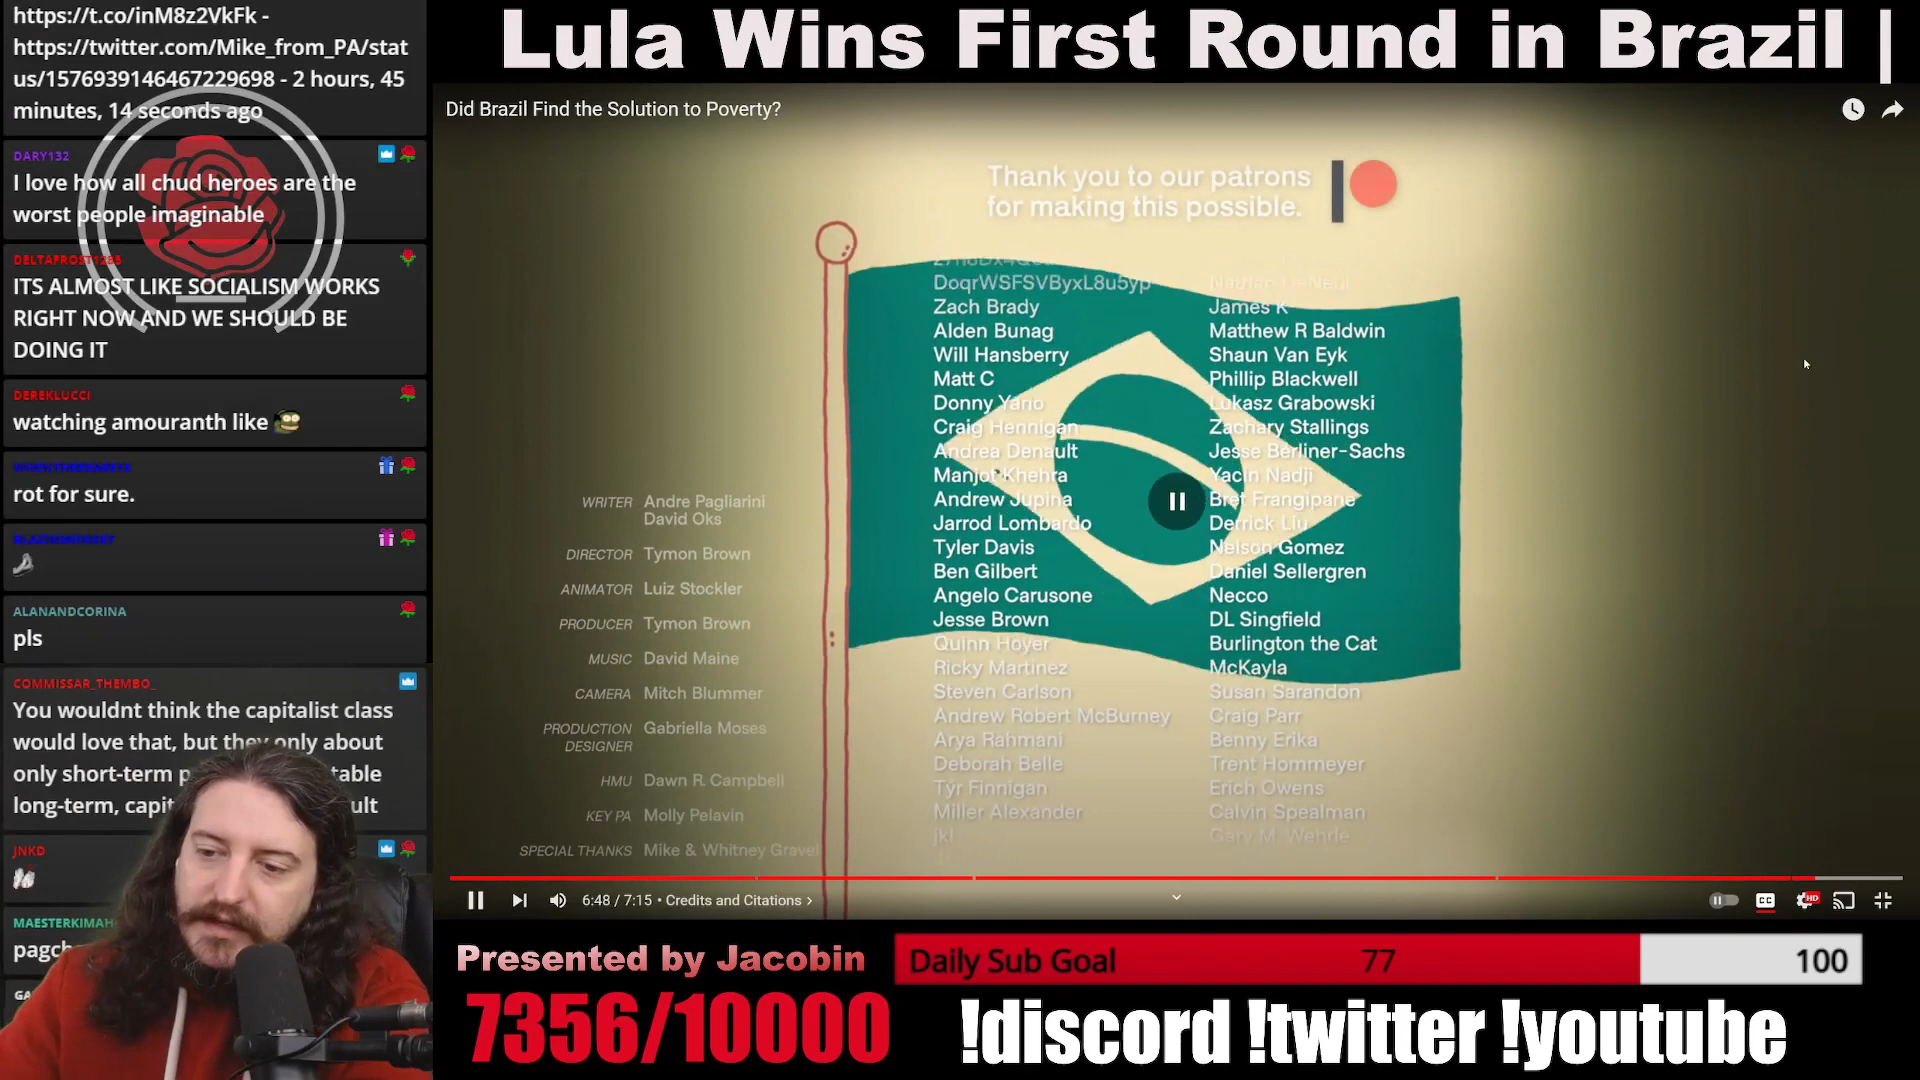 https://t.co/inM8z2VkFk -
https://twitter.com/Mike_from_PA/stat
us/1576939146467229698 - 2 hours, 45
minutes, 14 seconds ago
DARY132
I love how all chud heroes are the
worst people imaginable
ITS ALMOST LIKE SOCIALISM WORKS
RIGHT NOW AND WE SHOULD BE
DOING IT
DEREKLUCCI
watching amouranth like
rot for sure.
ALANANDCORINA
pls
COMMISSAR_THEMBO_
You wouldnt think the capitalist class
would love that, but they only about
only short-term
long-term,
JNKD
Lula Wins First Round in Brazil |
Did Brazil Find the Solution to Poverty?
Thank you to our patrons
for making this possible.
DoqrWSFSVByxL8u5yp
Zach Brady
Alden Bunag
Will Hansberry
Matt C
Donny Yario
Craig Hennigan
Andrea Denault
Manjot Khehra
Andrew Jupina
Jarrod Lombardo
Tyler Davis
Ben Gilbert
Angelo Carusone
Jesse Brown
Quinn Hoyer
Ricky Martinez
Steven Carlson
Andrew Robert McBurney
Arya Rahmani
Deborah Belle
Týr Finnigan
Miller Alexander
jkl
James K
Matthew R Baldwin
Shaun Van Eyk
Phillip Blackwell
Lukasz Grabowski
Zachary Stallings
Jesse Berliner-Sachs
Yacin Nadji
Bret Frangipane
Derrick Liu
Nelson Gomez
Daniel Sellergren
Necco
DL Singfield
Burlington the Cat
McKayla
Susan Sarandon
Craig Parr
Benny Erika
Trent Hommeyer
Erich Owens
Calvin Spealman
Gary M. Wehrle
WRITER Andre Pagliarini
David Oks
DIRECTOR Tymon Brown
ANIMATOR Luiz Stockler
PRODUCER Tymon Brown
MUSIC David Maine
CAMERA Mitch Blummer
PRODUCTION Gabriella Moses
DESIGNER
HMU Dawn R. Campbell
KEY PA Molly Pelavin
SPECIAL THANKS Mike & Whitney Gravel
6:48 / 7:15 • Credits and Citations
CC
HD
Presented by Jacobin
Daily Sub Goal 77 100
7356/10000
!discord !twitter !youtube